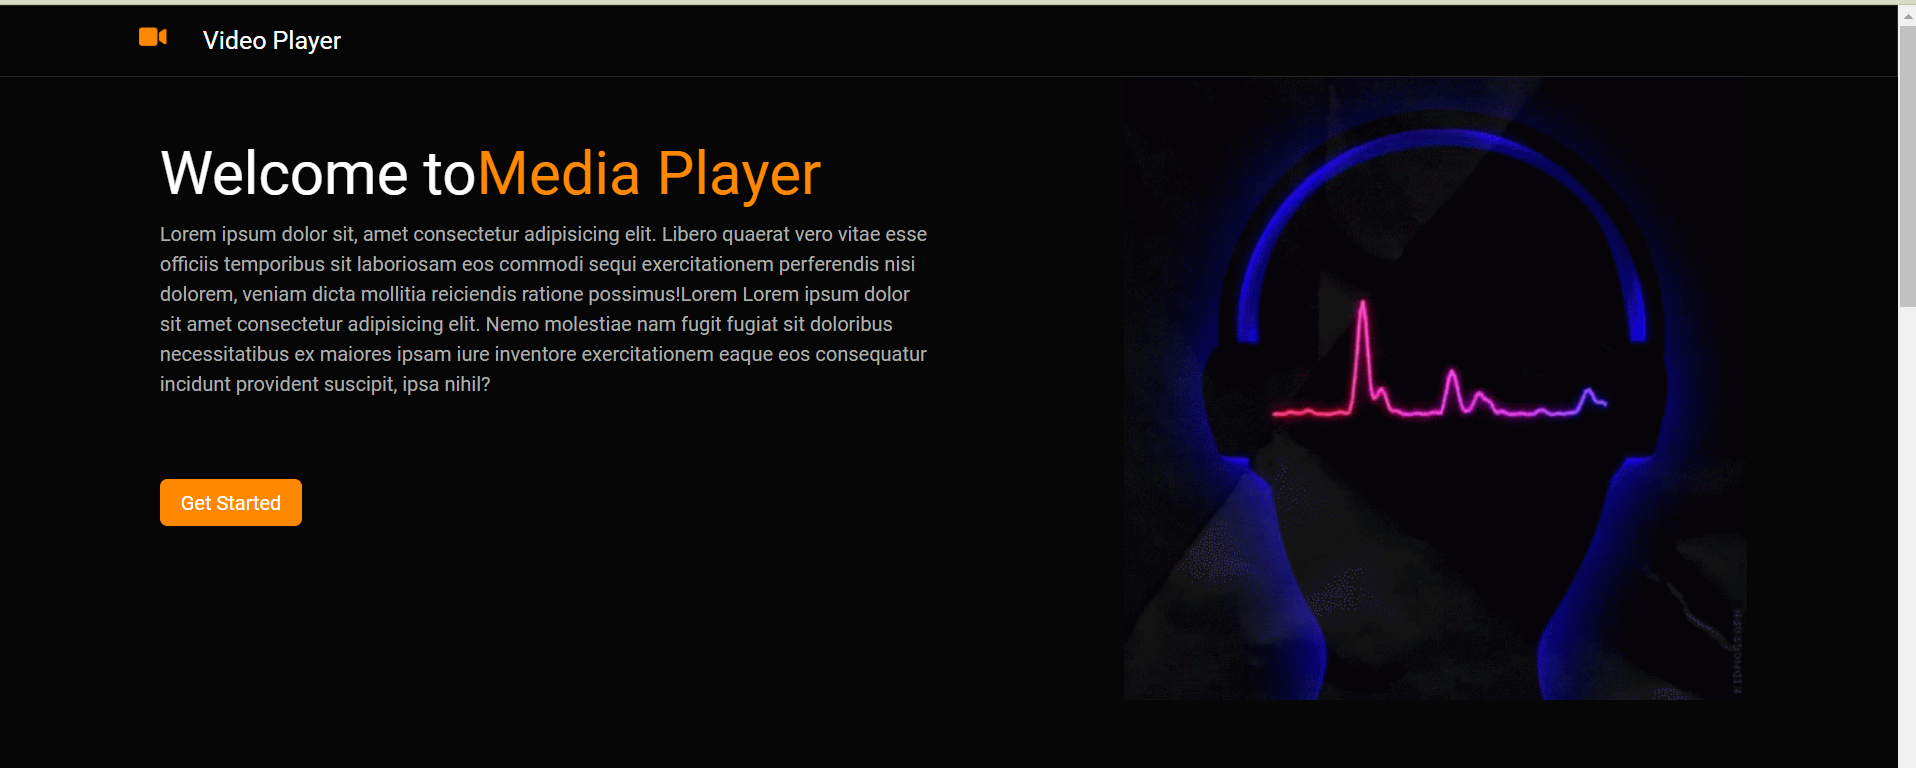 Video Player
Welcome toMedia Player
Lorem ipsum dolor sit, amet consectetur adipisicing elit. Libero quaerat vero vitae esse
officiis temporibus sit laboriosam eos commodi sequi exercitationem perferendis nisi
dolorem, veniam dicta mollitia reiciendis ratione possimus!Lorem Lorem ipsum dolor
sit amet consectetur adipisicing elit. Nemo molestiae nam fugit fugiat sit doloribus
necessitatibus ex maiores ipsam iure inventore exercitationem eaque eos consequatur
incidunt provident suscipit, ipsa nihil?
Get Started